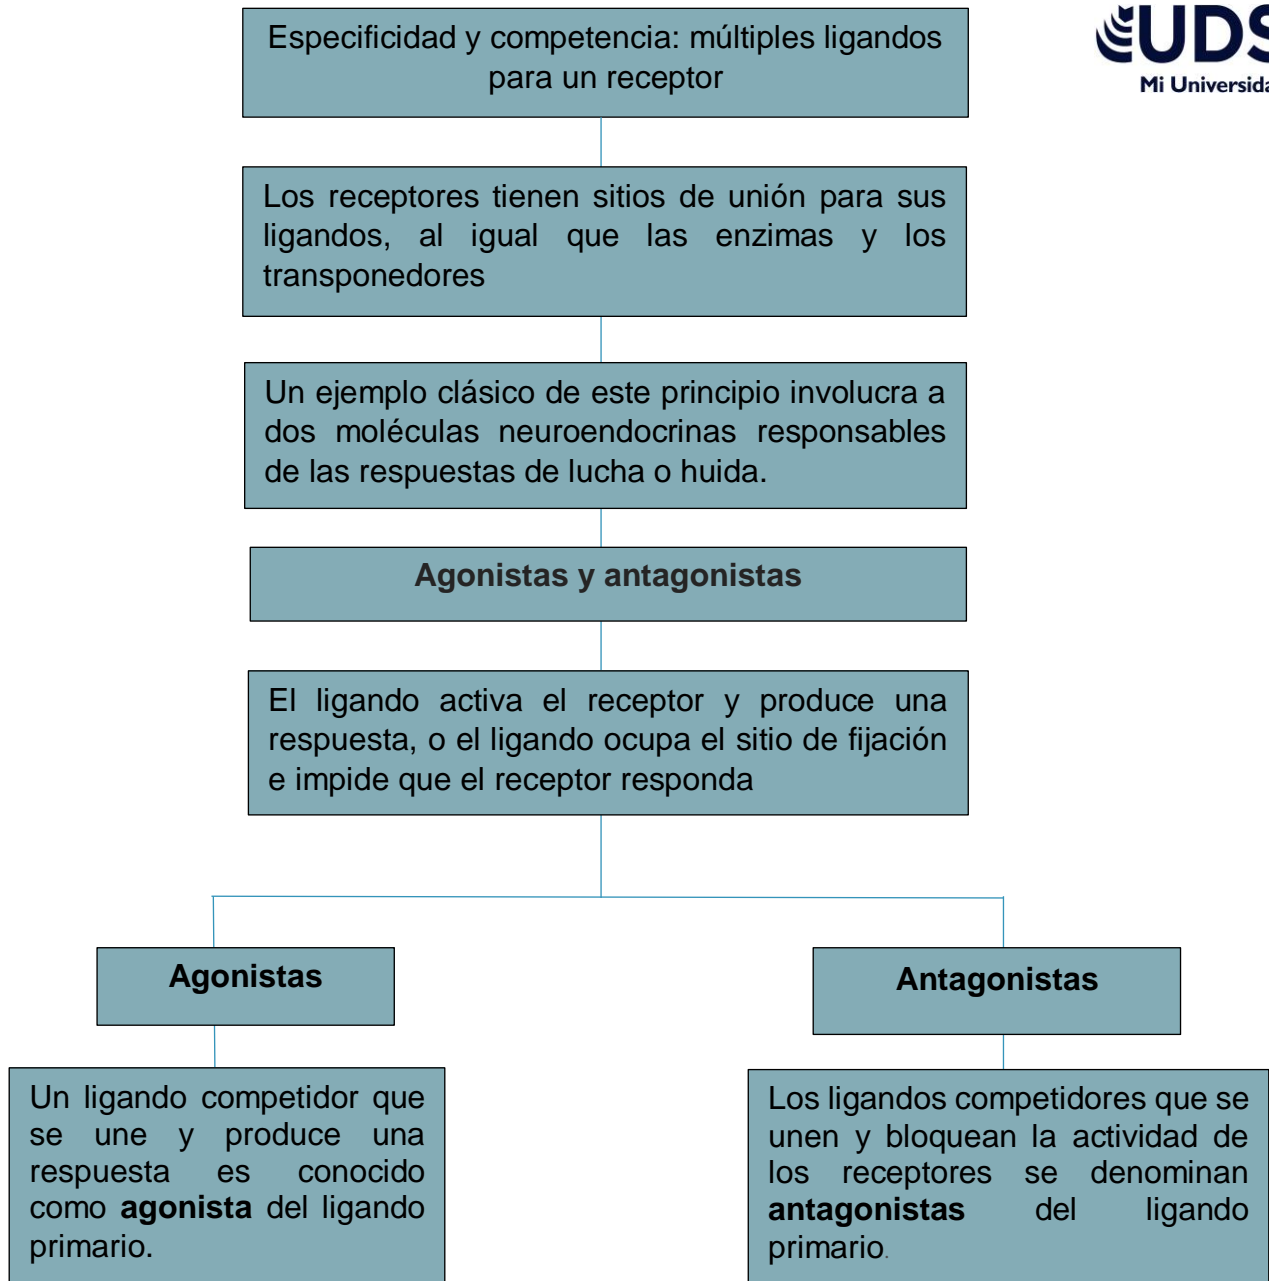 UDS
Mi Universida
Especificidad y competencia: múltiples ligandos
para un receptor
Los receptores tienen sitios de unión para sus
ligandos, al igual que las enzimas y los
transponedores
Un ejemplo clásico de este principio involucra a
dos moléculas neuroendocrinas responsables
de las respuestas de lucha o huida.
Agonistas y antagonistas
El ligando activa el receptor y produce una
respuesta, o el ligando ocupa el sitio de fijación
e impide que el receptor responda
Agonistas
Un ligando competidor que
se une y produce una
respuesta es conocido
como agonista del ligando
primario.
Antagonistas
Los ligandos competidores que se
unen y bloquean la actividad de
los receptores se denominan
antagonistas del ligando
primario.